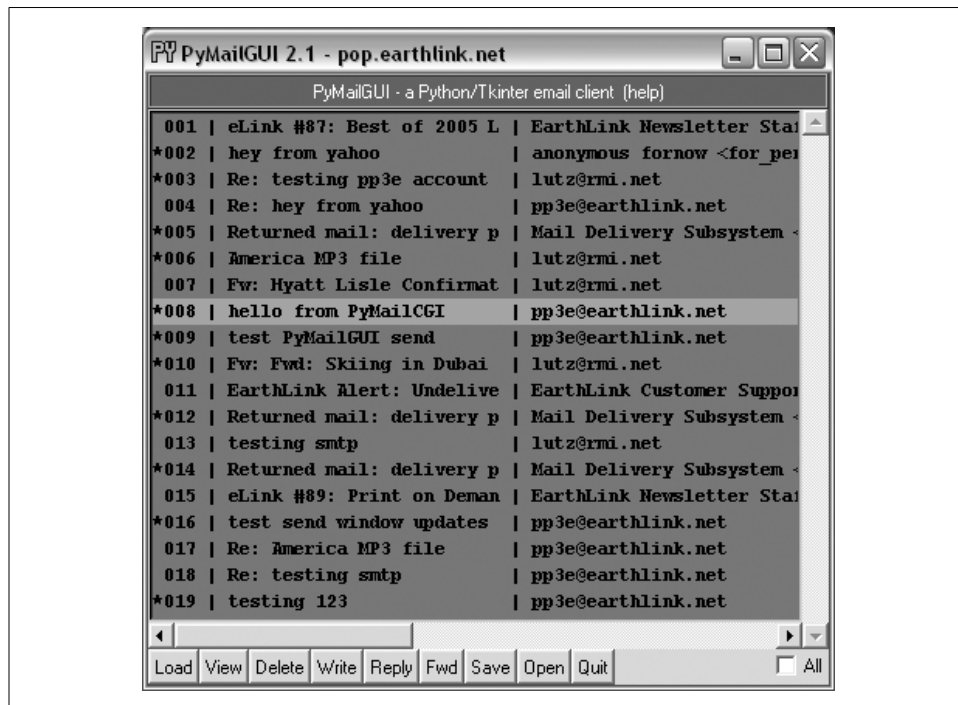 PY PyMailGUI 2.1 - pop.earthlink.net
PyMailGUI - a Python/Tkinter email client (help)
001 | eLink #87: Best of 2005 L | EarthLink Newsletter Sta
*002 | hey from yahoo | anonymous fornow <for_per
*003 | Re: testing pp3e account | lutz@rmi.net
004 | Re: hey from yahoo | pp3e@earthlink.net
*005 | Returned mail: delivery p | Mail Delivery Subsystem <
*006 | America MP3 file | lutz@rmi.net
007 | Fw: Hyatt Lisle Confirmat | lutz@rmi.net
*008 | hello from PyMailCGI | pp3e@earthlink.net
*009 | test PyMailGUI send | pp3e@earthlink.net
*010 | Fw: Fwd: Skiing in Dubai | lutz@rmi.net
011 | EarthLink Alert: Undelive | EarthLink Customer Suppor
*012 | Returned mail: delivery p | Mail Delivery Subsystem <
013 | testing smtp | lutz@rmi.net
*014 | Returned mail: delivery p | Mail Delivery Subsystem <
015 | eLink #89: Print on Deman | EarthLink Newsletter Sta
*016 | test send window updates | pp3e@earthlink.net
017 | Re: America MP3 file | pp3e@earthlink.net
018 | Re: testing smtp | pp3e@earthlink.net
*019 | testing 123 | pp3e@earthlink.net
Load View Delete Write Reply Fwd Save Open Quit All